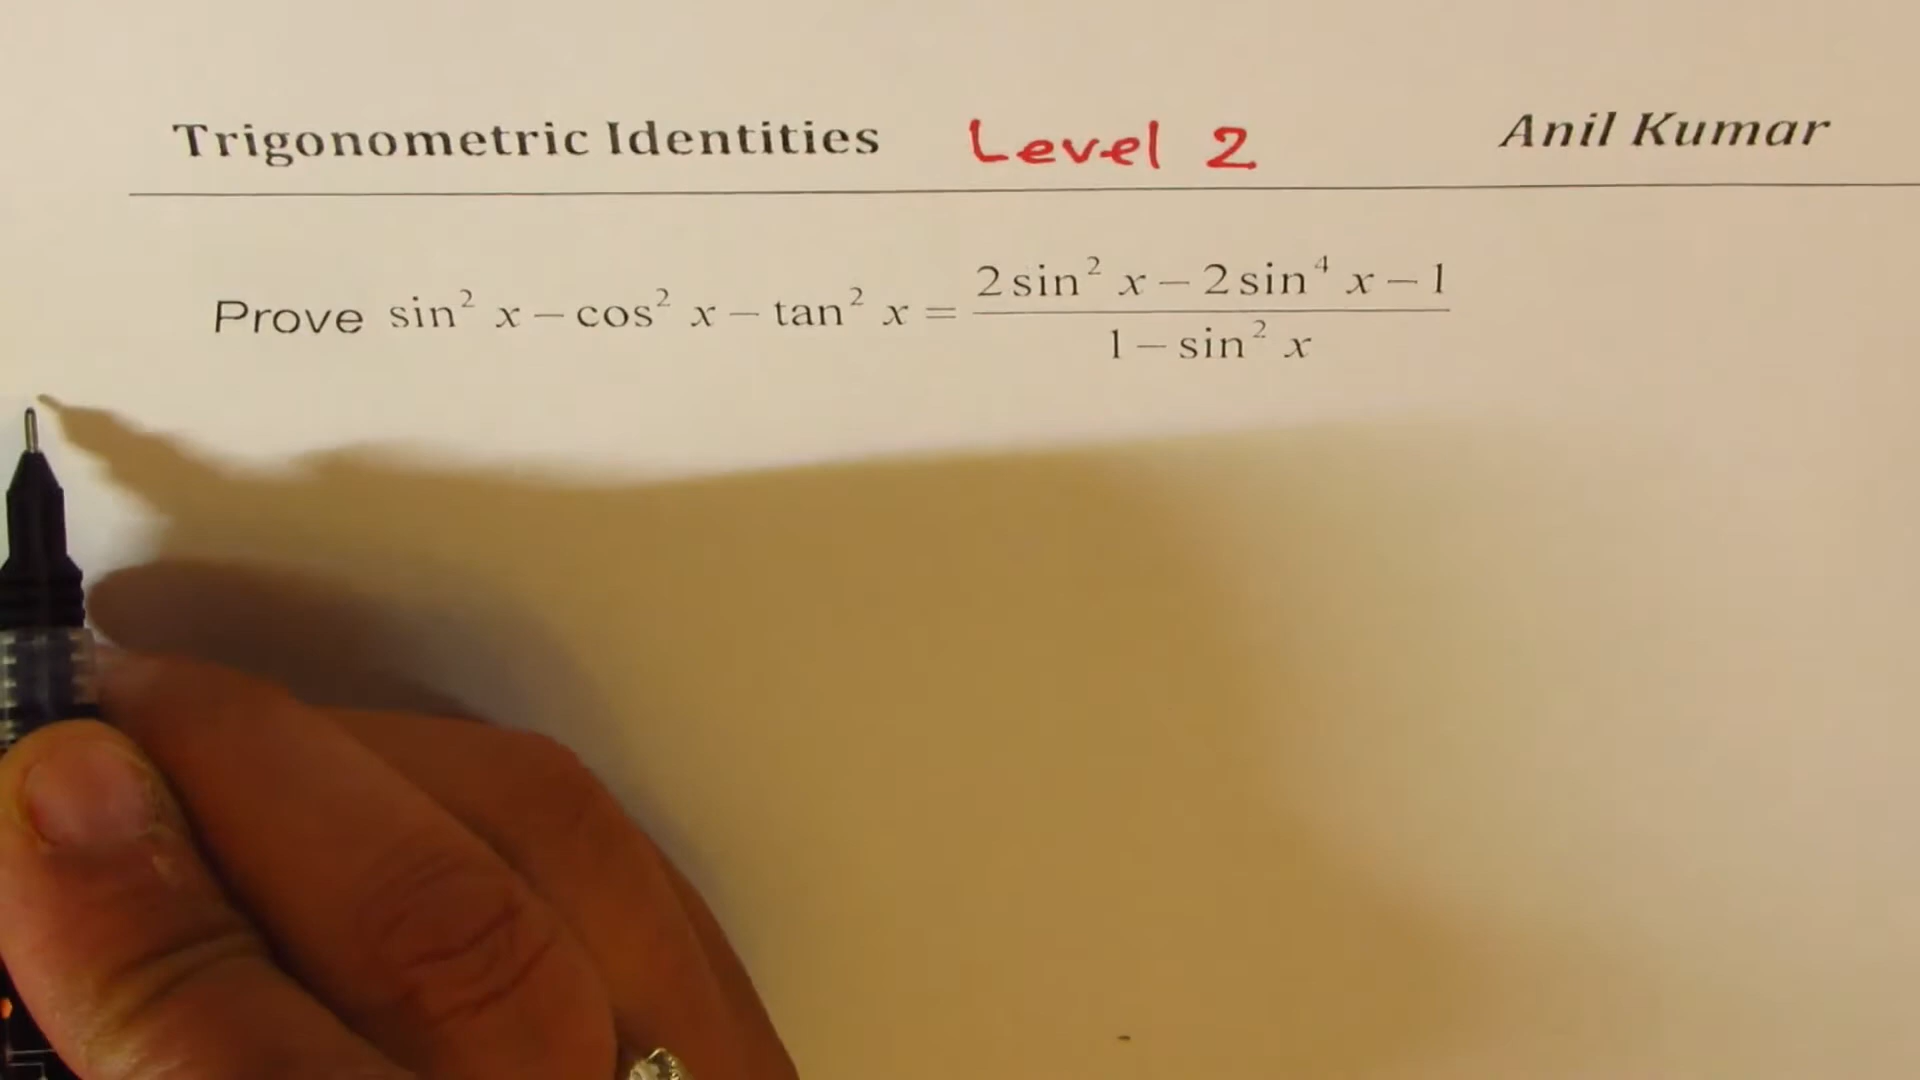 Trigonometric Identities Level 2 Anil Kumar
Prove sin² x − cos² x − tan² x = (2 sin² x − 2 sin⁴ x − 1) / (1 − sin² x)